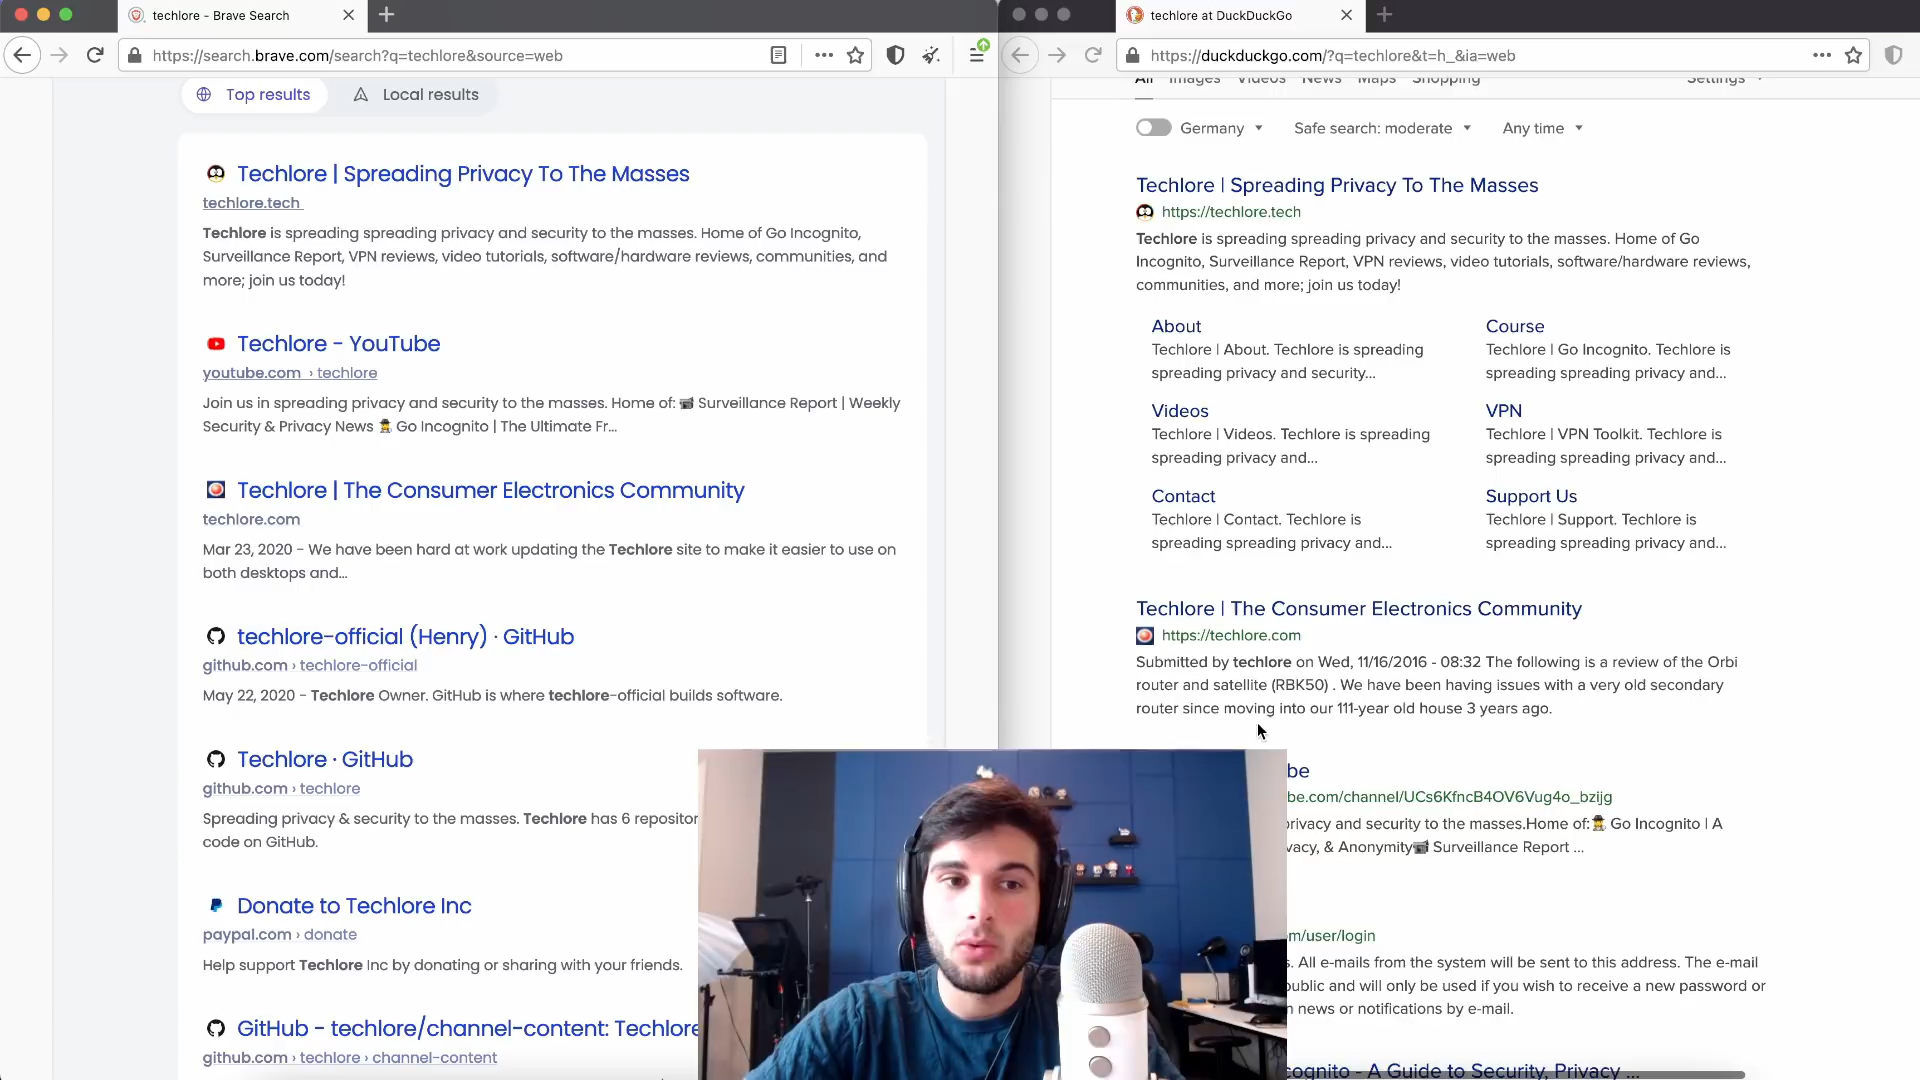 techlore - Brave Search
https://search.brave.com/search?q=techlore&source=web
Top results
Local results
Techlore | Spreading Privacy To The Masses
techlore.tech
Techlore is spreading spreading privacy and security to the masses. Home of Go Incognito,
Surveillance Report, VPN reviews, video tutorials, software/hardware reviews, communities, and
more; join us today!
Techlore - YouTube
youtube.com › techlore
Join us in spreading privacy and security to the masses. Home of: 📹 Surveillance Report | Weekly
Security & Privacy News 🕵 Go Incognito | The Ultimate Fr...
Techlore | The Consumer Electronics Community
techlore.com
Mar 23, 2020 - We have been hard at work updating the Techlore site to make it easier to use on
both desktops and...
techlore-official (Henry) · GitHub
github.com › techlore-official
May 22, 2020 - Techlore Owner. GitHub is where techlore-official builds software.
Techlore · GitHub
github.com › techlore
Spreading privacy & security to the masses. Techlore has 6 repositor
code on GitHub.
Donate to Techlore Inc
paypal.com › donate
Help support Techlore Inc by donating or sharing with your friends.
GitHub - techlore/channel-content: Techlore
github.com › techlore › channel-content
techlore at DuckDuckGo
https://duckduckgo.com/?q=techlore&t=h_&ia=web
All Images Videos News Maps Shopping Settings
Germany Safe search: moderate Any time
Techlore | Spreading Privacy To The Masses
https://techlore.tech
Techlore is spreading spreading privacy and security to the masses. Home of Go
Incognito, Surveillance Report, VPN reviews, video tutorials, software/hardware reviews,
communities, and more; join us today!
About
Techlore | About. Techlore is spreading
spreading privacy and security...
Course
Techlore | Go Incognito. Techlore is
spreading spreading privacy and...
Videos
Techlore | Videos. Techlore is spreading
spreading privacy and...
VPN
Techlore | VPN Toolkit. Techlore is
spreading spreading privacy and...
Contact
Techlore | Contact. Techlore is
spreading spreading privacy and...
Support Us
Techlore | Support. Techlore is
spreading spreading privacy and...
Techlore | The Consumer Electronics Community
https://techlore.com
Submitted by techlore on Wed, 11/16/2016 - 08:32 The following is a review of the Orbi
router and satellite (RBK50) . We have been having issues with a very old secondary
router since moving into our 111-year old house 3 years ago.
be
be.com/channel/UCs6KfncB4OV6Vug4o_bzijg
rivacy and security to the masses.Home of:🕵 Go Incognito | A
vacy, & Anonymity📹 Surveillance Report ...
m/user/login
s. All e-mails from the system will be sent to this address. The e-mail
public and will only be used if you wish to receive a new password or
n news or notifications by e-mail.
cognito - A Guide to Security, Privacy ...